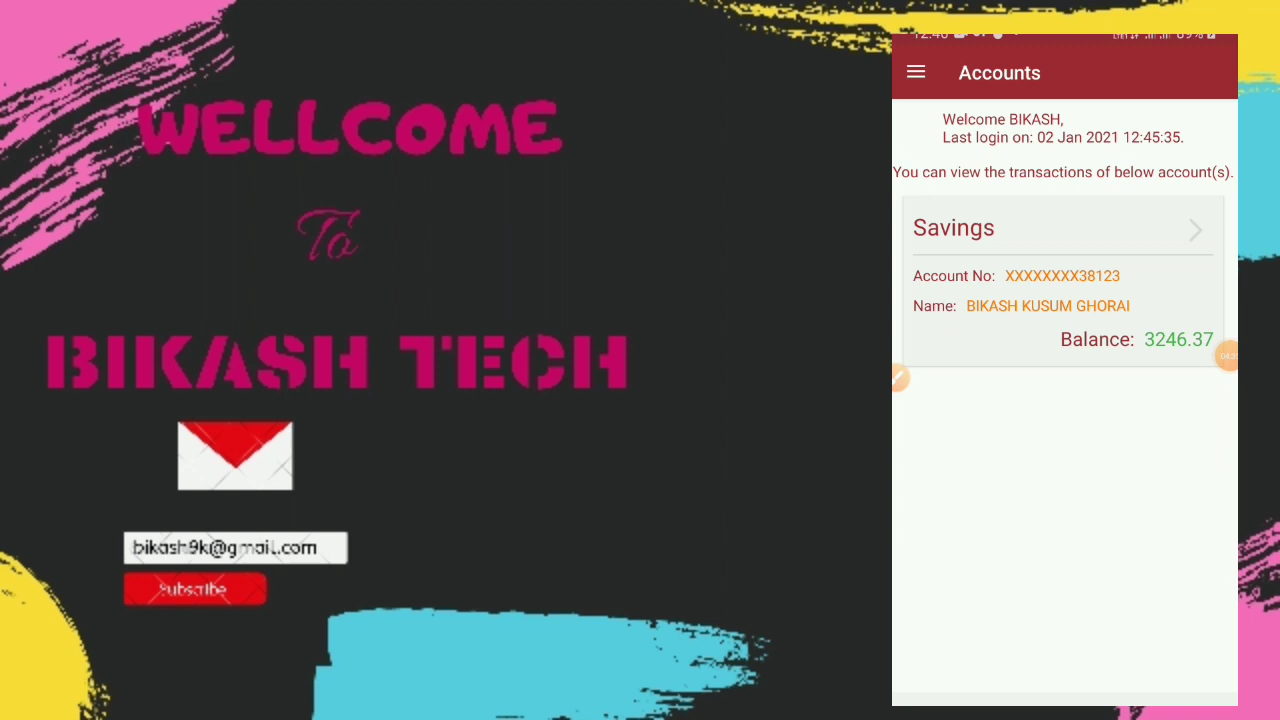 WELLCOME
To
BIKASH TECH
bikash9k@gmail.com
Subscribe
Accounts
Welcome BIKASH,
Last login on: 02 Jan 2021 12:45:35.
You can view the transactions of below account(s).
Savings
Account No: XXXXXXXX38123
Name: BIKASH KUSUM GHORAI
Balance: 3246.37